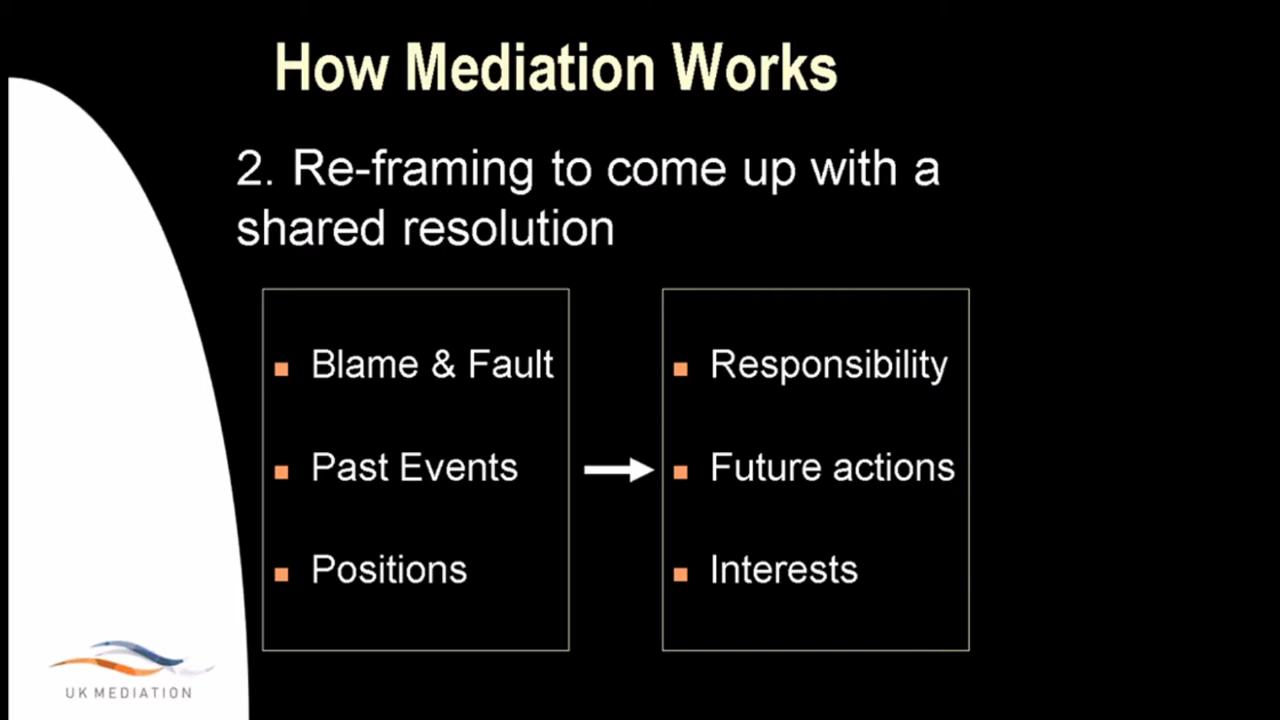 How Mediation Works
2. Re-framing to come up with a
shared resolution
Blame & Fault
Past Events
Positions
Responsibility
Future actions
Interests
UK MEDIATION